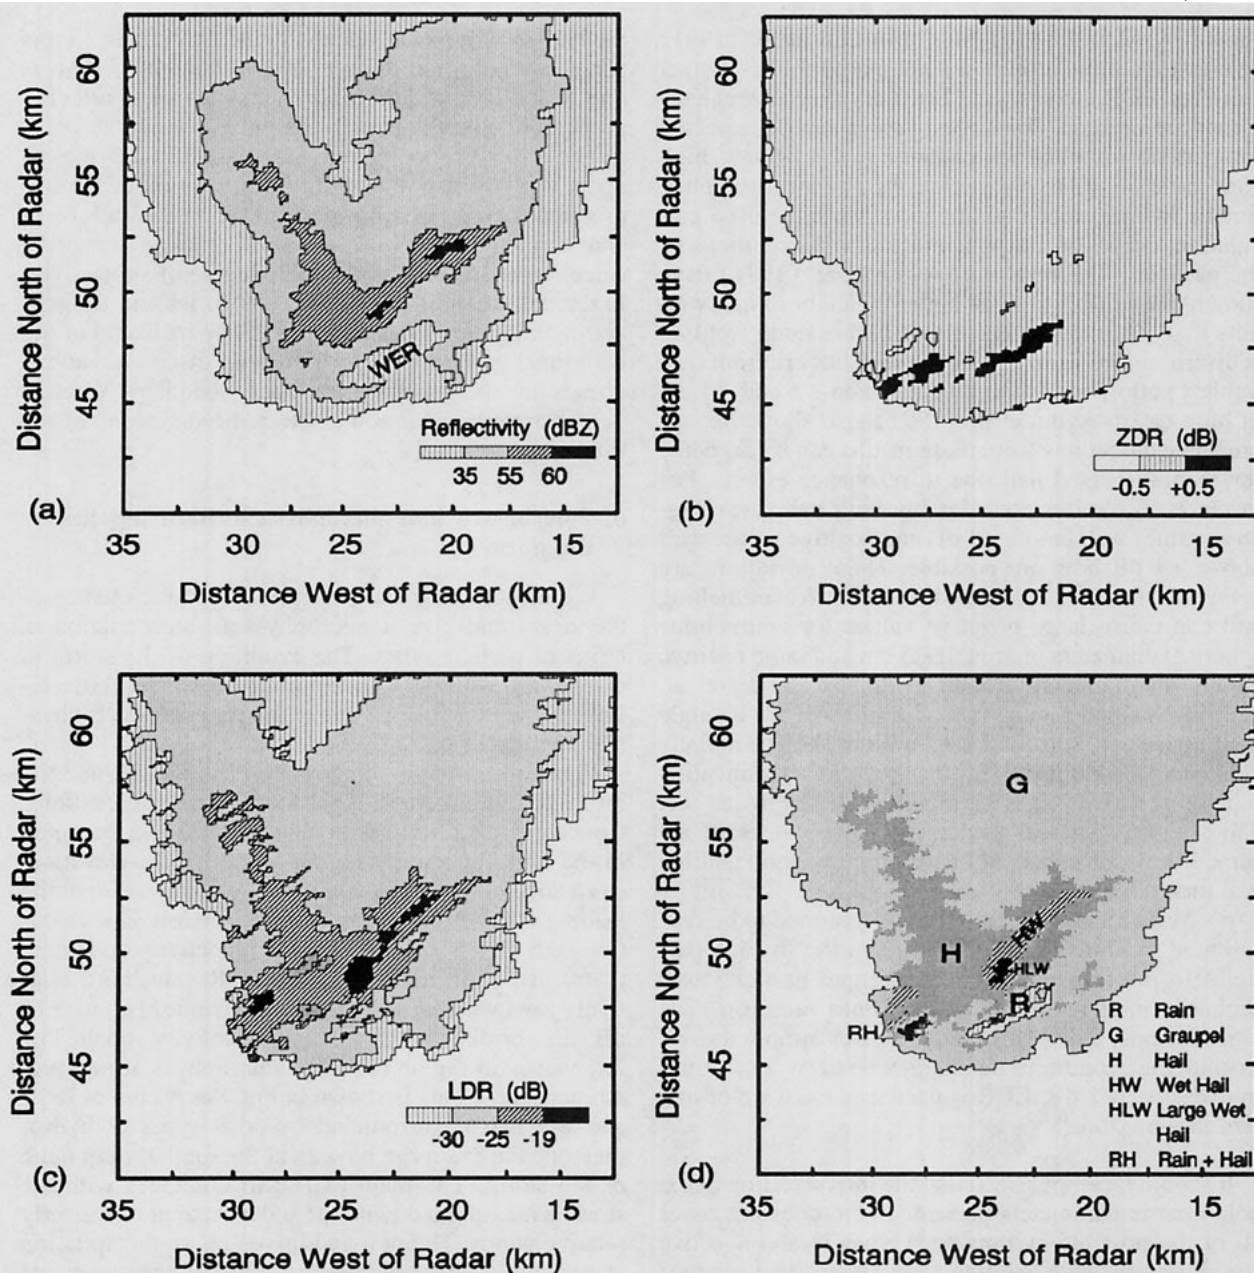 Distance North of Radar (km)
60
55
50
45
WER
Reflectivity (dBZ)
35 55 60
(a)
35 30 25 20 15
Distance West of Radar (km)
Distance North of Radar (km)
60
55
50
45
ZDR (dB)
-0.5 +0.5
(b)
35 30 25 20 15
Distance West of Radar (km)
Distance North of Radar (km)
60
55
50
45
LDR (dB)
-30 -25 -19
(c)
35 30 25 20 15
Distance West of Radar (km)
Distance North of Radar (km)
60
55
50
45
G
HW
H
HLW
R
RH
R Rain
G Graupel
H Hail
HW Wet Hail
HLW Large Wet
Hail
RH Rain + Hail
(d)
35 30 25 20 15
Distance West of Radar (km)